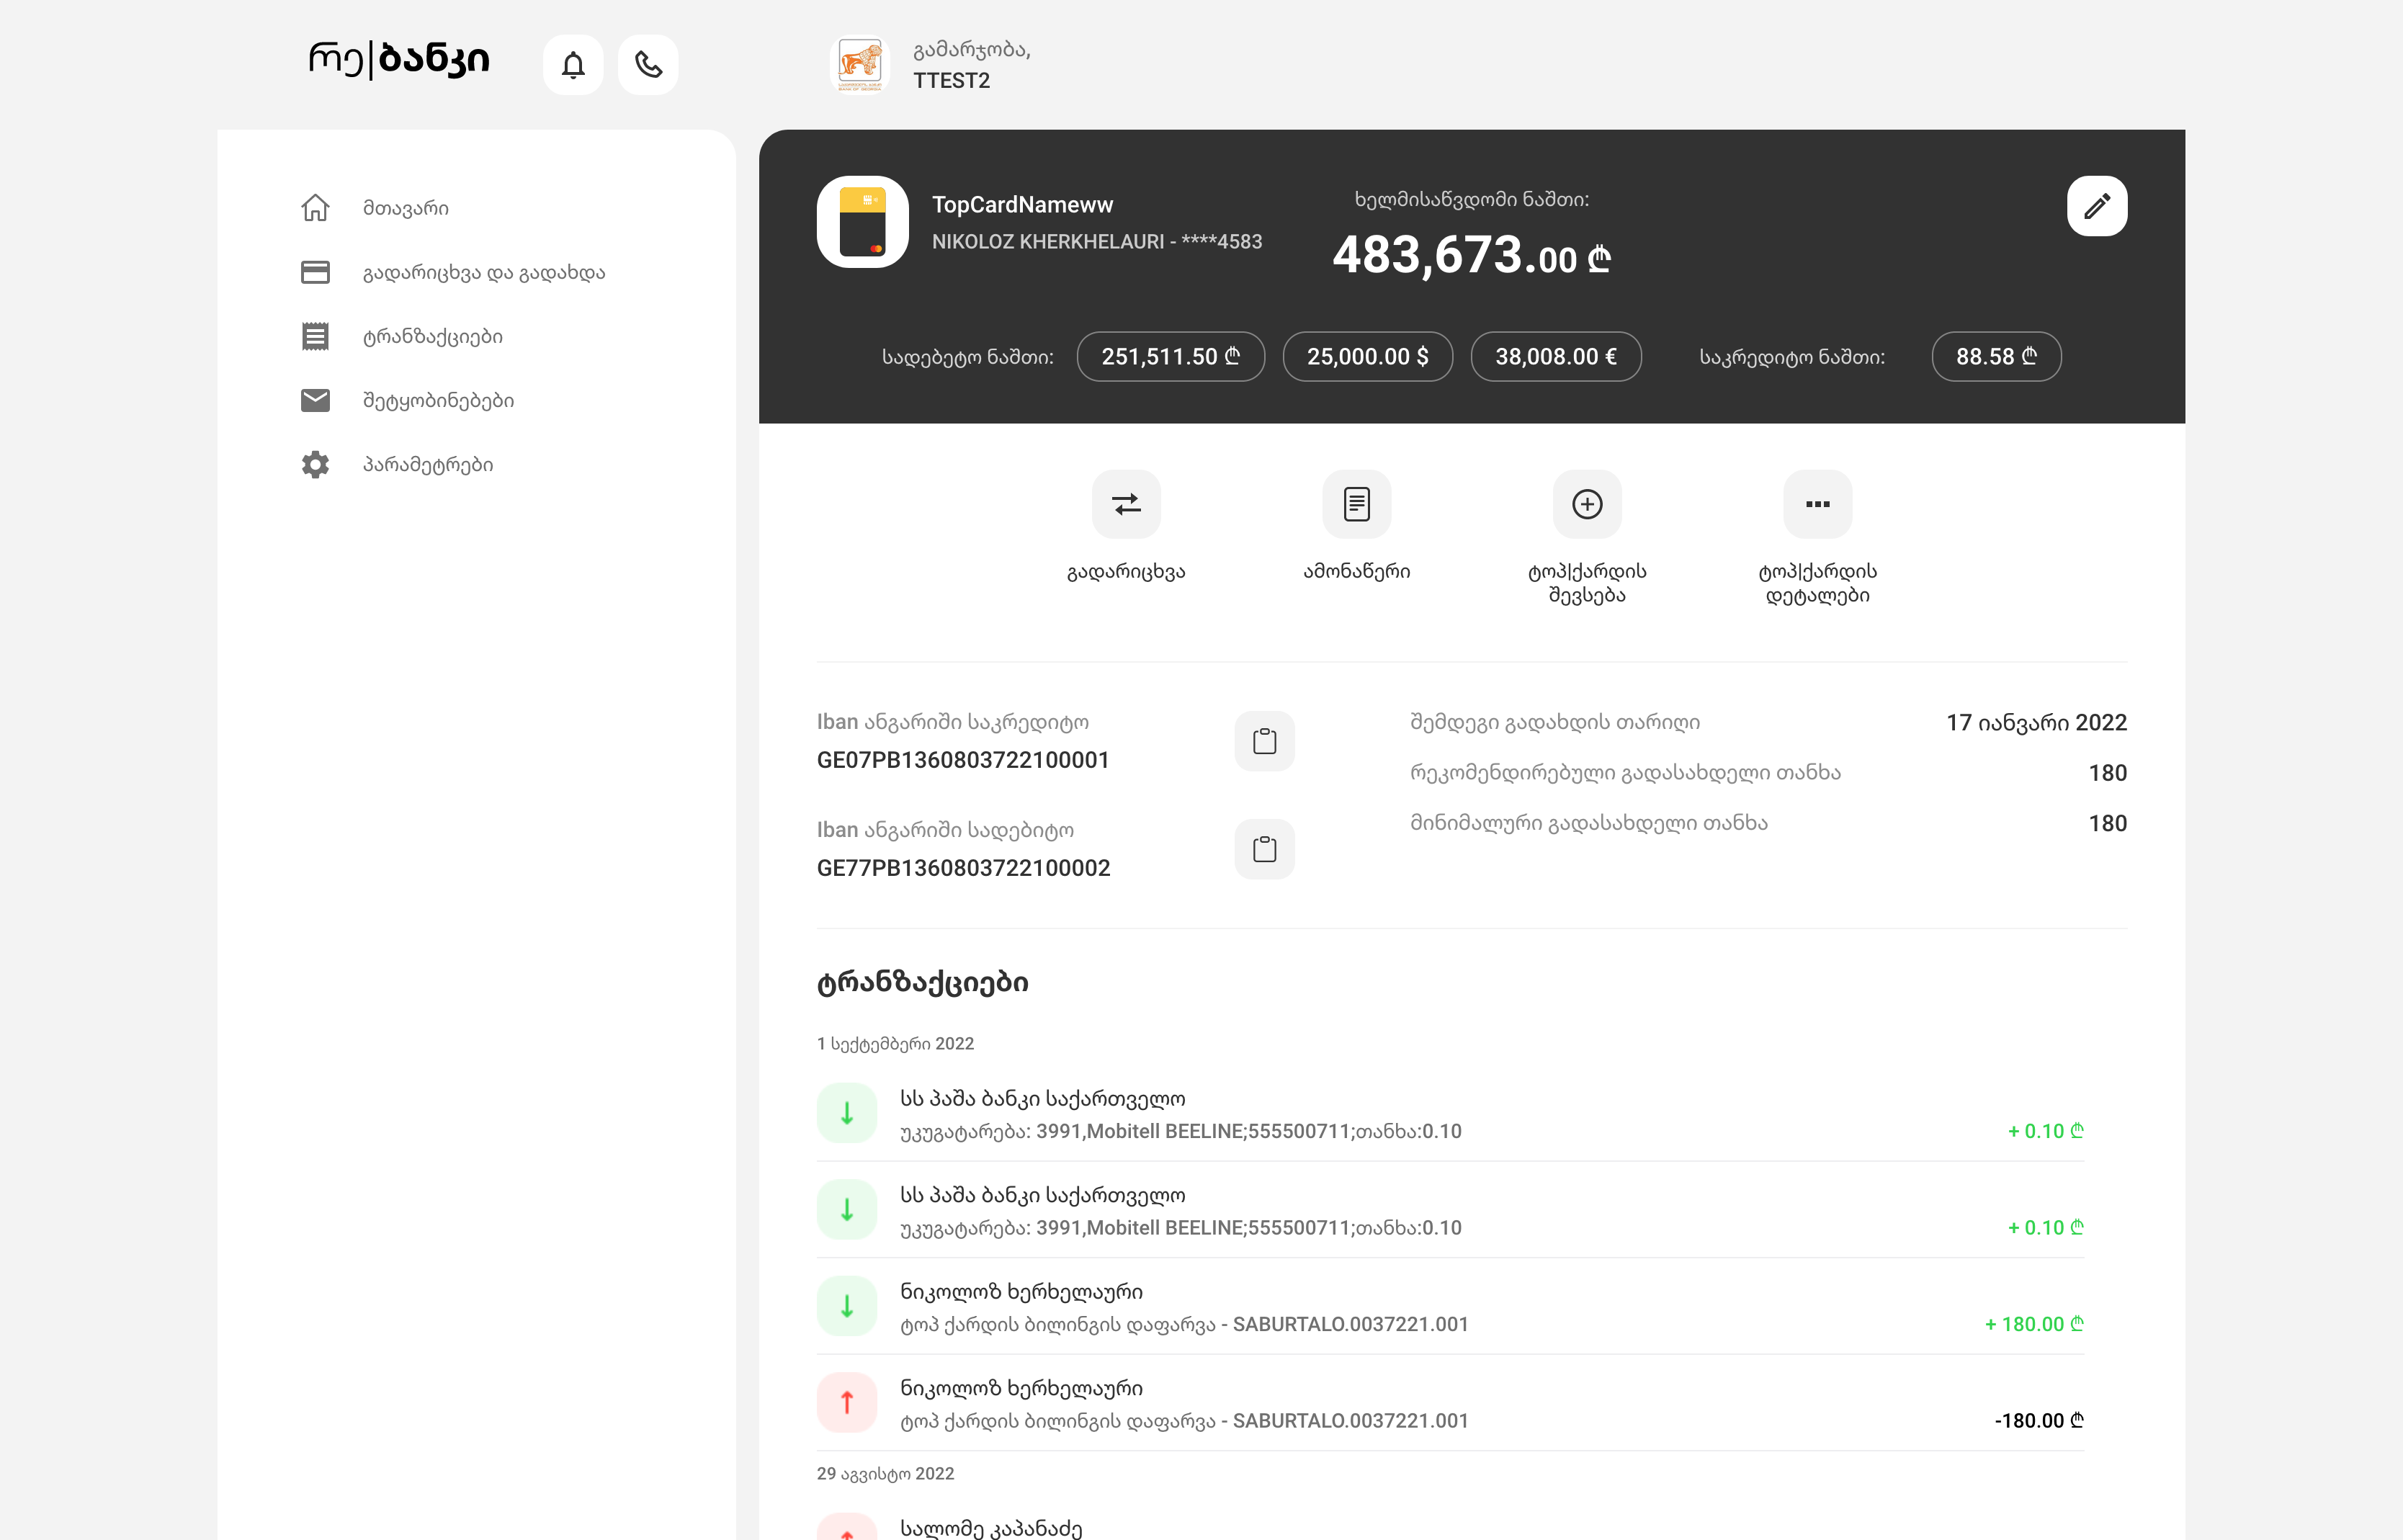 რე|ბანკი
გამარჯობა,
TTEST2
მთავარი
გადარიცხვა და გადახდა
ტრანზაქციები
შეტყობინებები
პარამეტრები
TopCardNameww
NIKOLOZ KHERKHELAURI - ****4583
ხელმისაწვდომი ნაშთი:
483,673.00 ₾
სადებეტო ნაშთი:
251,511.50 ₾
25,000.00 $
38,008.00 €
საკრედიტო ნაშთი:
88.58 ₾
გადარიცხვა
ამონაწერი
ტოპ|ქარდის
შევსება
ტოპ|ქარდის
დეტალები
Iban ანგარიში საკრედიტო
GE07PB1360803722100001
Iban ანგარიში სადებიტო
GE77PB1360803722100002
შემდეგი გადახდის თარიღი
17 იანვარი 2022
რეკომენდირებული გადასახდელი თანხა
180
მინიმალური გადასახდელი თანხა
180
ტრანზაქციები
1 სექტემბერი 2022
სს პაშა ბანკი საქართველო
უკუგატარება: 3991,Mobitell BEELINE;555500711;თანხა:0.10
+ 0.10 ₾
სს პაშა ბანკი საქართველო
უკუგატარება: 3991,Mobitell BEELINE;555500711;თანხა:0.10
+ 0.10 ₾
ნიკოლოზ ხერხელაური
ტოპ ქარდის ბილინგის დაფარვა - SABURTALO.0037221.001
+ 180.00 ₾
ნიკოლოზ ხერხელაური
ტოპ ქარდის ბილინგის დაფარვა - SABURTALO.0037221.001
-180.00 ₾
29 აგვისტო 2022
სალომე კაპანაძე